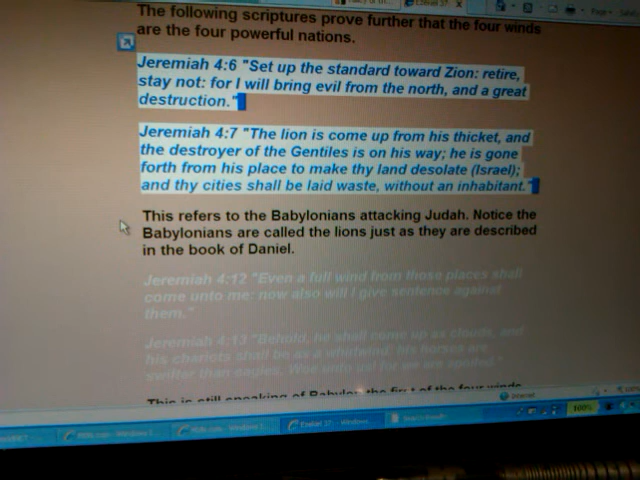 The following scriptures prove further that the four winds
are the four powerful nations.
Jeremiah 4:6 "Set up the standard toward Zion: retire,
stay not: for I will bring evil from the north, and a great
destruction."
Jeremiah 4:7 "The lion is come up from his thicket, and
the destroyer of the Gentiles is on his way; he is gone
forth from his place to make thy land desolate (Israel);
and thy cities shall be laid waste, without an inhabitant."
This refers to the Babylonians attacking Judah. Notice the
Babylonians are called the lions just as they are described
in the book of Daniel.
Jeremiah 4:12 "Even a full wind from those places shall
come unto me: now also will I give sentence against
them."
Jeremiah 4:13 "Behold, he shall come up as clouds, and
his chariots shall be as a whirlwind: his horses are
swifter than eagles. Woe unto us! for we are spoiled."
This is still speaking of Babylon the first of the four winds
Internet
100%
Ezekiel 37 - Windows